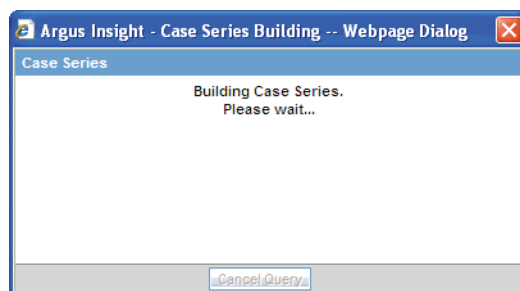 Argus Insight - Case Series Building -- Webpage Dialog
Case Series
Building Case Series.
Please wait...
Cancel Query